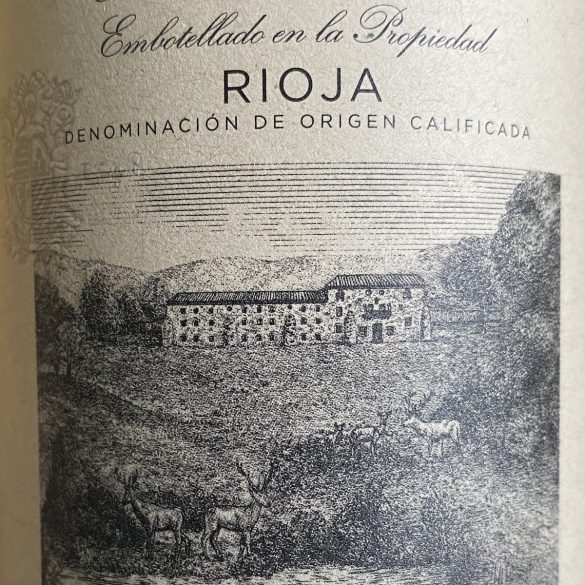 Embotellado en la Propiedad
RIOJA
DENOMINACIÓN DE ORIGEN CALIFICADA